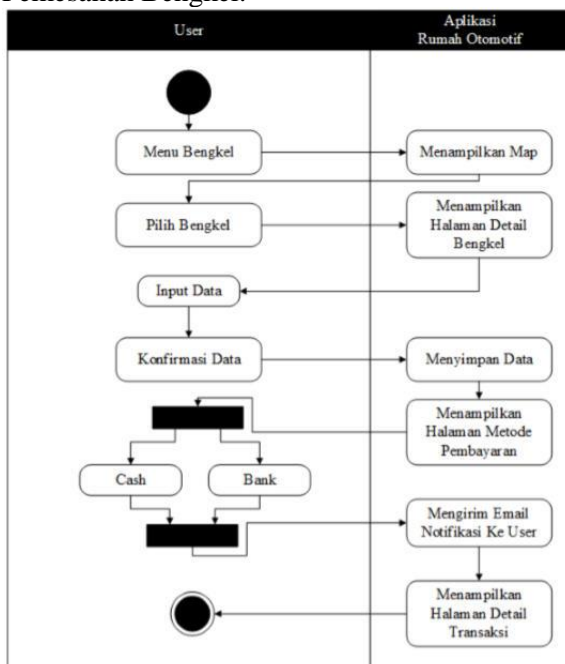 Pemesanan Bengkel.
User
Aplikasi
Rumah Otomotif
Menu Bengkel
Menampilkan Map
Pilih Bengkel
Menampilkan
Halaman Detail
Bengkel
Input Data
Konfirmasi Data
Menyimpan Data
Menampilkan
Halaman Metode
Pembayaran
Cash
Bank
Mengirim Email
Notifikasi Ke User
Menampilkan
Halaman Detail
Transaksi